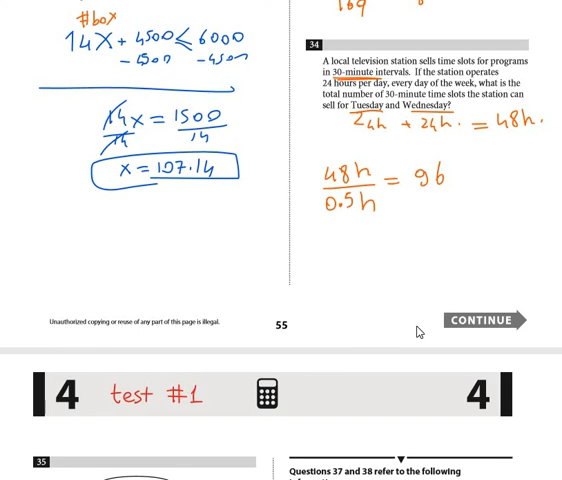 169
#box
14X + 4500 ≤ 6000
- 4500 - 4500
14x = 1500
14 14
x = 107.14
34
A local television station sells time slots for programs
in 30-minute intervals. If the station operates
24 hours per day, every day of the week, what is the
total number of 30-minute time slots the station can
sell for Tuesday and Wednesday?
24h + 24h. = 48h.
48h
0.5h
= 96
Unauthorized copying or reuse of any part of this page is illegal.
55
CONTINUE
4 test #1 4
35
Questions 37 and 38 refer to the following